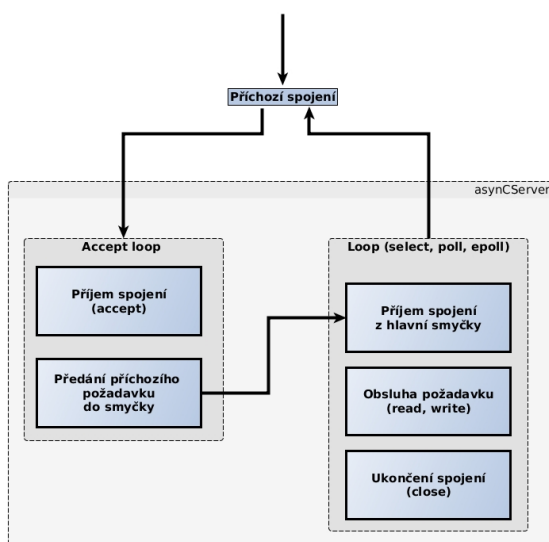 Příchozí spojení
asynCServer
Accept loop
Příjem spojení
(accept)
Předání příchozího
požadavku
do smyčky
Loop (select, poll, epoll)
Příjem spojení
z hlavní smyčky
Obsluha požadavku
(read, write)
Ukončení spojení
(close)